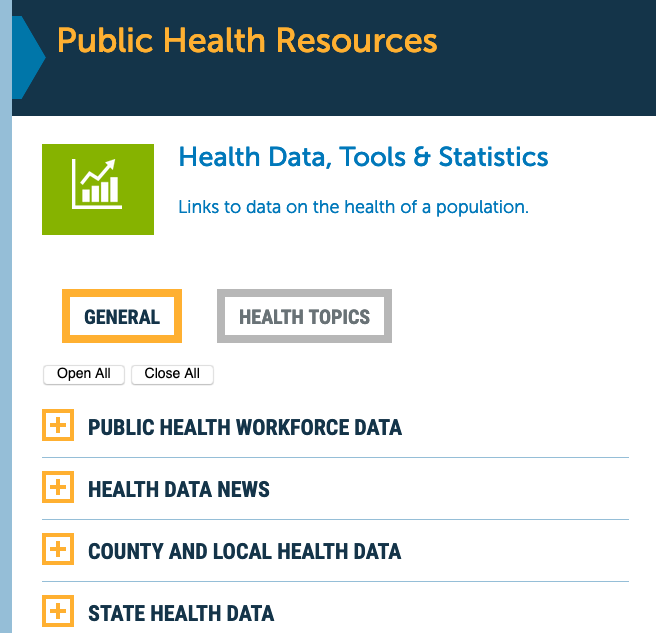 Public Health Resources
Health Data, Tools & Statistics
Links to data on the health of a population.
GENERAL
HEALTH TOPICS
Open All
Close All
PUBLIC HEALTH WORKFORCE DATA
HEALTH DATA NEWS
COUNTY AND LOCAL HEALTH DATA
STATE HEALTH DATA